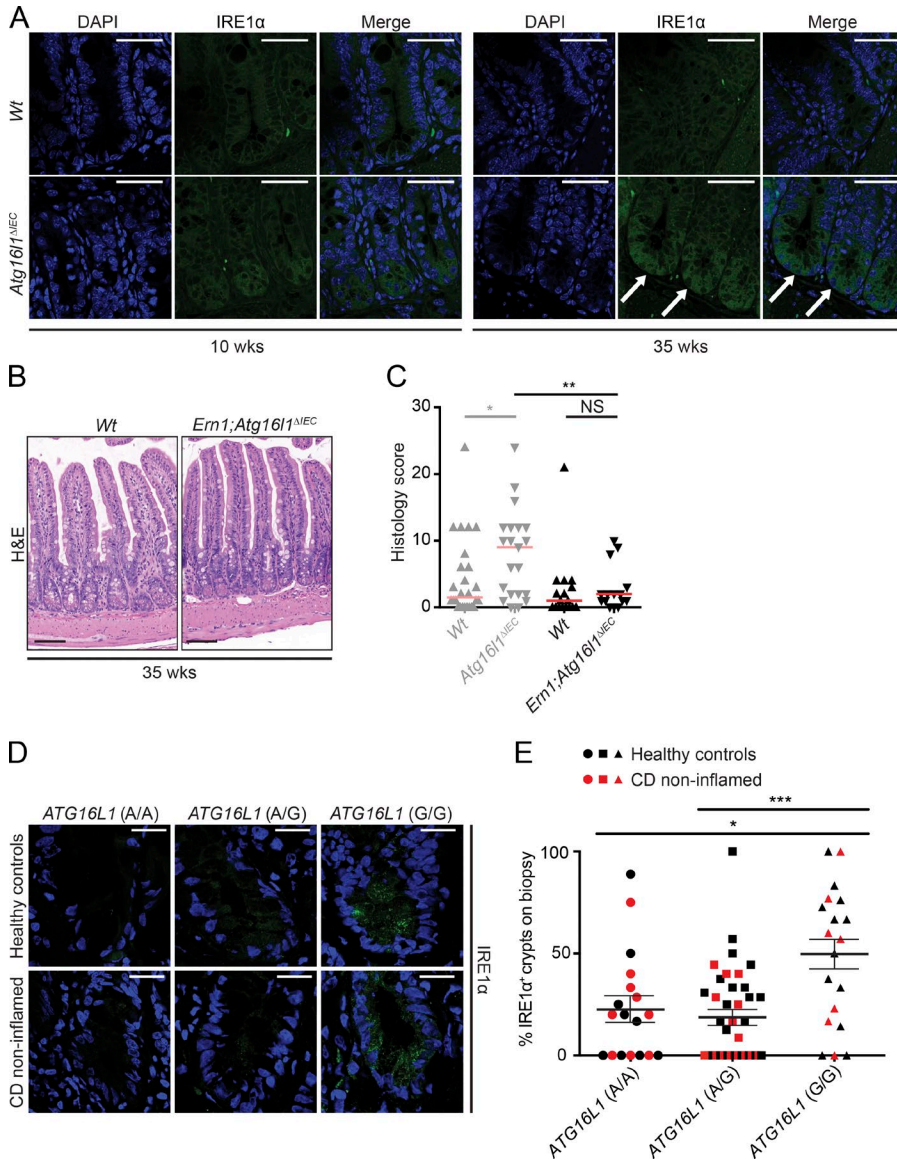 A
DAPI IRE1α Merge DAPI IRE1α Merge
Wt
Atg16l1ΔIEC
10 wks 35 wks
B
Wt Ern1;Atg16l1ΔIEC
H&E
35 wks
C
**
* NS
30
20
10
0
Histology score
Wt
Atg16l1ΔIEC
Wt
Ern1;Atg16l1ΔIEC
D
ATG16L1 (A/A) ATG16L1 (A/G) ATG16L1 (G/G)
Healthy controls
CD non-inflamed
IRE1α
E
Healthy controls
CD non-inflamed
***
*
100
50
0
% IRE1α+ crypts on biopsy
ATG16L1 (A/A)
ATG16L1 (A/G)
ATG16L1 (G/G)